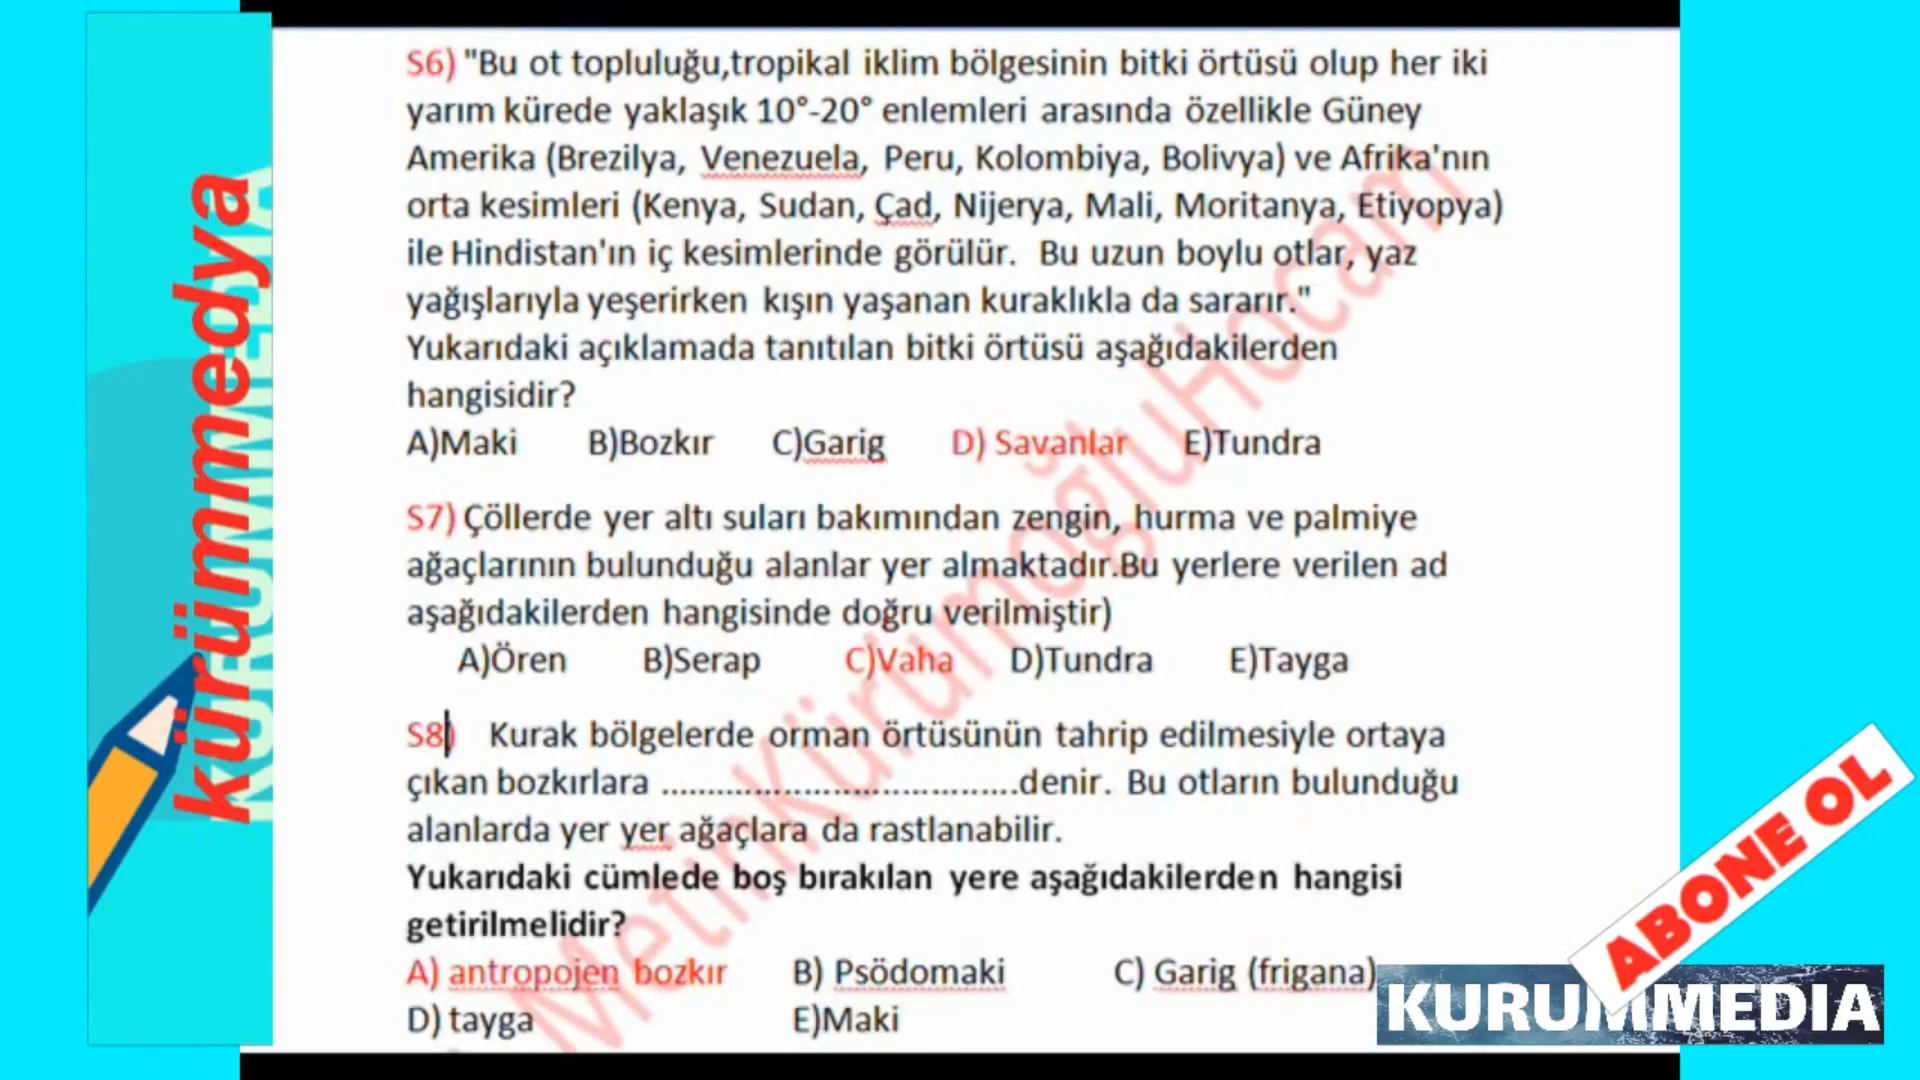 kürümmedya
KURUMMEDIA
S6) "Bu ot topluluğu,tropikal iklim bölgesinin bitki örtüsü olup her iki
yarım kürede yaklaşık 10°-20° enlemleri arasında özellikle Güney
Amerika (Brezilya, Venezuela, Peru, Kolombiya, Bolivya) ve Afrika'nın
orta kesimleri (Kenya, Sudan, Çad, Nijerya, Mali, Moritanya, Etiyopya)
ile Hindistan'ın iç kesimlerinde görülür. Bu uzun boylu otlar, yaz
yağışlarıyla yeşerirken kışın yaşanan kuraklıkla da sararır."
Yukarıdaki açıklamada tanıtılan bitki örtüsü aşağıdakilerden
hangisidir?
A)Maki B)Bozkır C)Garig D) Savanlar E)Tundra
S7) Çöllerde yer altı suları bakımından zengin, hurma ve palmiye
ağaçlarının bulunduğu alanlar yer almaktadır.Bu yerlere verilen ad
aşağıdakilerden hangisinde doğru verilmiştir)
A)Ören B)Serap C)Vaha D)Tundra E)Tayga
S8) Kurak bölgelerde orman örtüsünün tahrip edilmesiyle ortaya
çıkan bozkırlara .......................................denir. Bu otların bulunduğu
alanlarda yer yer ağaçlara da rastlanabilir.
Yukarıdaki cümlede boş bırakılan yere aşağıdakilerden hangisi
getirilmelidir?
A) antropojen bozkır B) Psödomaki C) Garig (frigana)
D) tayga E)Maki
MetinKürümoğluHocam
ABONE OL
KURUMMEDIA